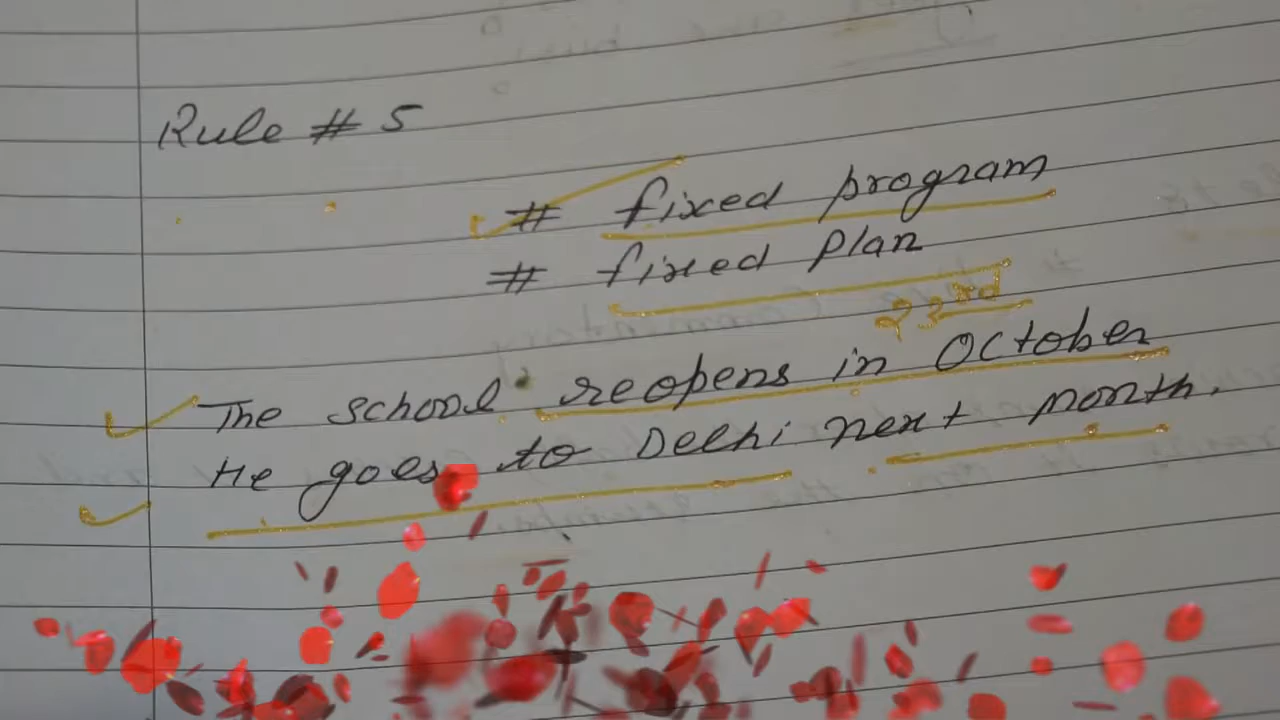 Rule # 5
# fixed program
# fixed plan
23rd
The school reopens in October
He goes to Delhi next month.